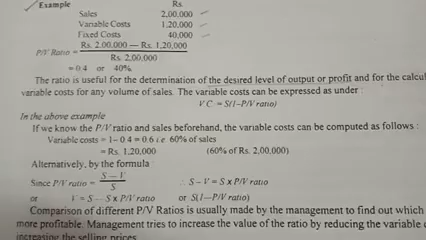 Example Rs.
Sales 2,00,000
Variable Costs 1,20,000
Fixed Costs 40,000
P/V Ratio = Rs. 2,00,000 — Rs. 1,20,000
Rs. 2,00,000
= 0.4 or 40%
The ratio is useful for the determination of the desired level of output or profit and for the calcul
variable costs for any volume of sales. The variable costs can be expressed as under :
V.C. = S(1–P/V ratio)
In the above example
If we know the P/V ratio and sales beforehand, the variable costs can be computed as follows :
Variable costs = 1–0.4 = 0.6 i.e 60% of sales
= Rs. 1,20,000 (60% of Rs. 2,00,000)
Alternatively, by the formula
Since P/V ratio = S – V
S
∴ S – V = S x P/V ratio
or V = S – S x P/V ratio or S(1–P/V ratio)
Comparison of different P/V Ratios is usually made by the management to find out which
more profitable. Management tries to increase the value of the ratio by reducing the variable c
increasing the selling prices